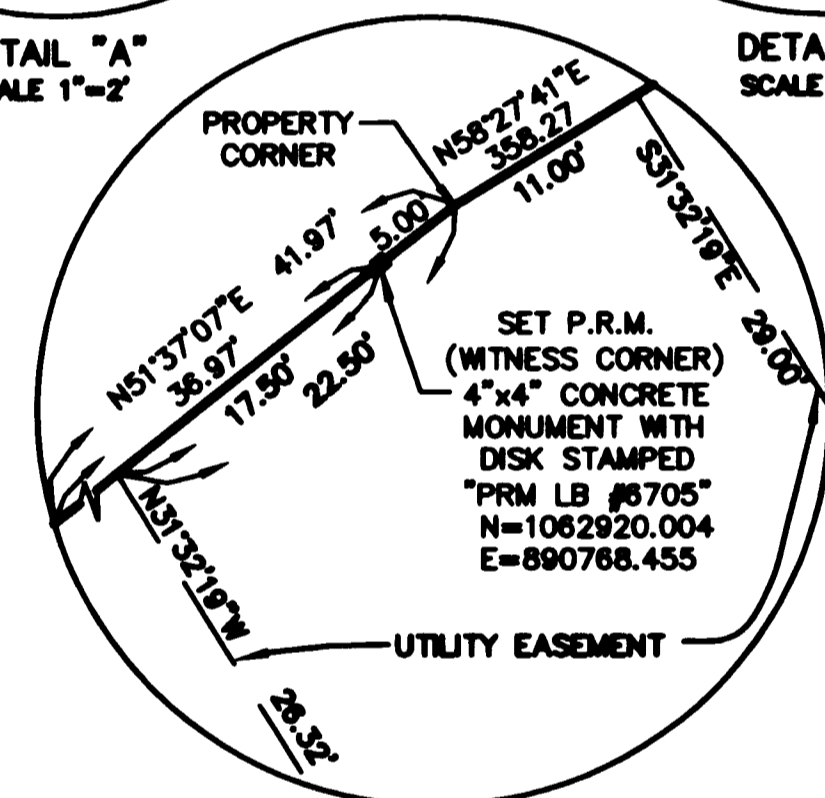 TAIL "A"
ALE 1"=2'
DETA
SCALE
PROPERTY
CORNER
N58°27'41"E
358.27
11.00'
S31°32'19"E 29.00'
5.00
41.97'
N51°37'07"E
36.97'
17.50'
22.50'
SET P.R.M.
(WITNESS CORNER)
4"x4" CONCRETE
MONUMENT WITH
DISK STAMPED
"PRM LB #6705"
N=1062920.004
E=890768.455
N31°32'19"W
26.32'
UTILITY EASEMENT